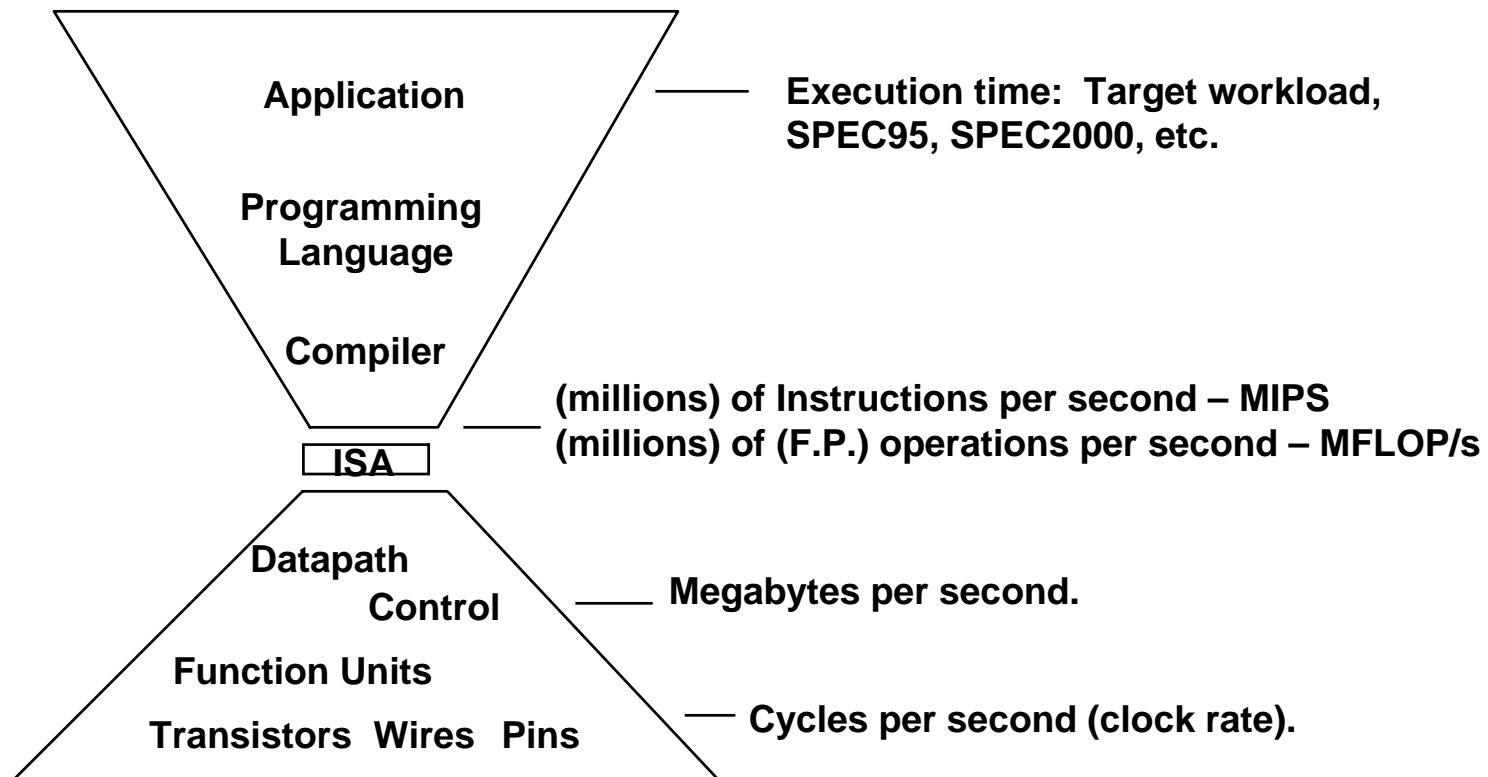 Application
Execution time: Target workload,
SPEC95, SPEC2000, etc.
Programming
Language
Compiler
(millions) of Instructions per second – MIPS
(millions) of (F.P.) operations per second – MFLOP/s
ISA
Datapath
Control
Megabytes per second.
Function Units
Transistors Wires Pins
Cycles per second (clock rate).